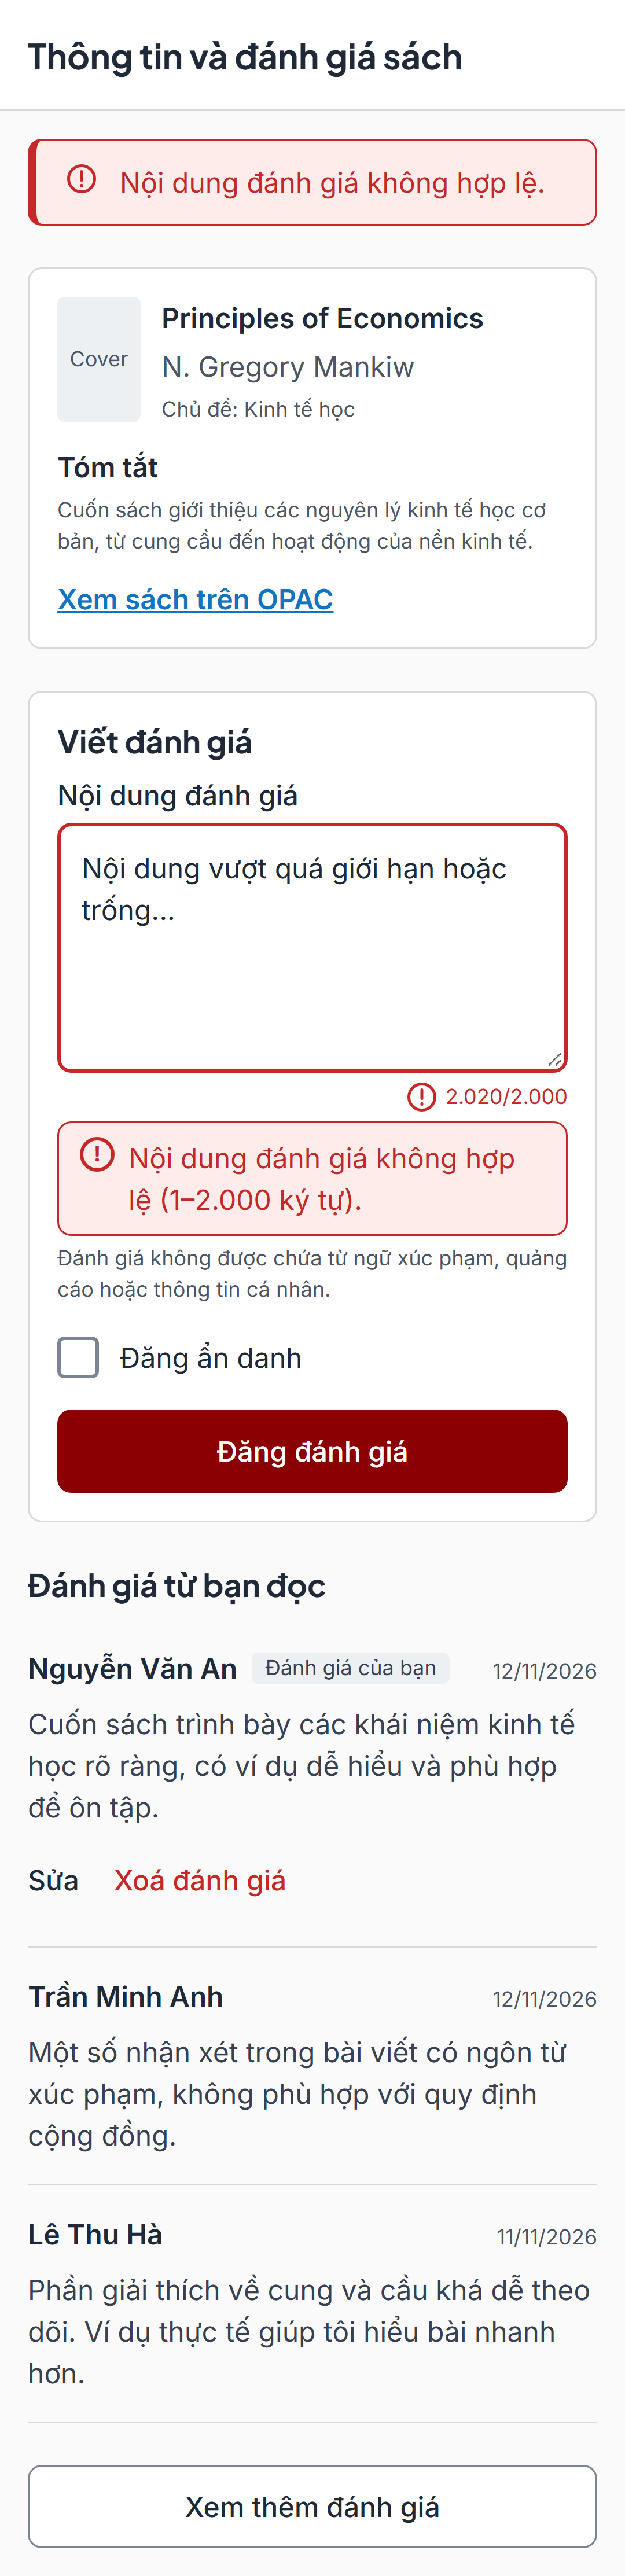 Thông tin và đánh giá sách
Nội dung đánh giá không hợp lệ.
Cover
Principles of Economics
N. Gregory Mankiw
Chủ đề: Kinh tế học
Tóm tắt
Cuốn sách giới thiệu các nguyên lý kinh tế học cơ
bản, từ cung cầu đến hoạt động của nền kinh tế.
Xem sách trên OPAC
Viết đánh giá
Nội dung đánh giá
Nội dung vượt quá giới hạn hoặc
trống...
2.020/2.000
Nội dung đánh giá không hợp
lệ (1–2.000 ký tự).
Đánh giá không được chứa từ ngữ xúc phạm, quảng
cáo hoặc thông tin cá nhân.
Đăng ẩn danh
Đăng đánh giá
Đánh giá từ bạn đọc
Nguyễn Văn An Đánh giá của bạn 12/11/2026
Cuốn sách trình bày các khái niệm kinh tế
học rõ ràng, có ví dụ dễ hiểu và phù hợp
để ôn tập.
Sửa Xoá đánh giá
Trần Minh Anh 12/11/2026
Một số nhận xét trong bài viết có ngôn từ
xúc phạm, không phù hợp với quy định
cộng đồng.
Lê Thu Hà 11/11/2026
Phần giải thích về cung và cầu khá dễ theo
dõi. Ví dụ thực tế giúp tôi hiểu bài nhanh
hơn.
Xem thêm đánh giá